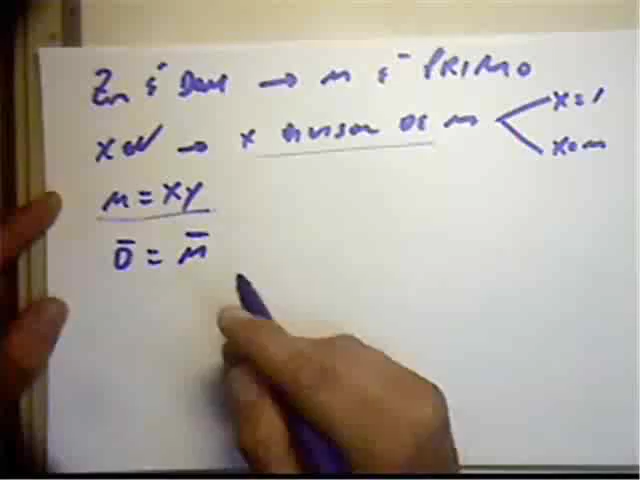 Zn é Dom → n é PRIMO
x ∈ N → x divisor de n x=1
x=n
n = xy
0̅ = n̅